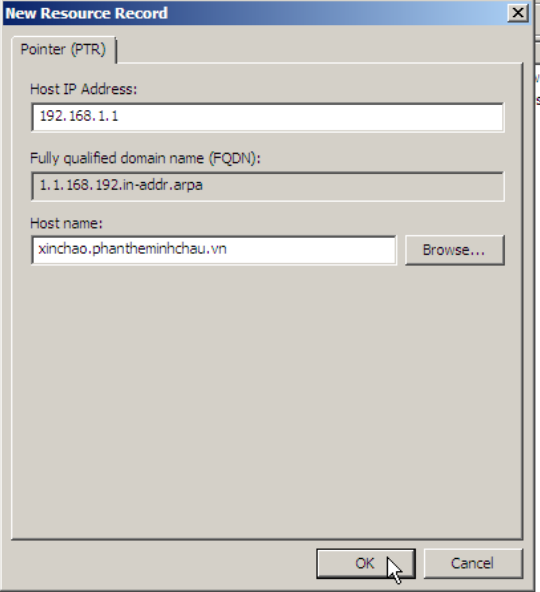 New Resource Record
Pointer (PTR)
Host IP Address:
192.168.1.1
Fully qualified domain name (FQDN):
1.1.168.192.in-addr.arpa
Host name:
xinchao.phantheminhchau.vn
Browse...
OK
Cancel